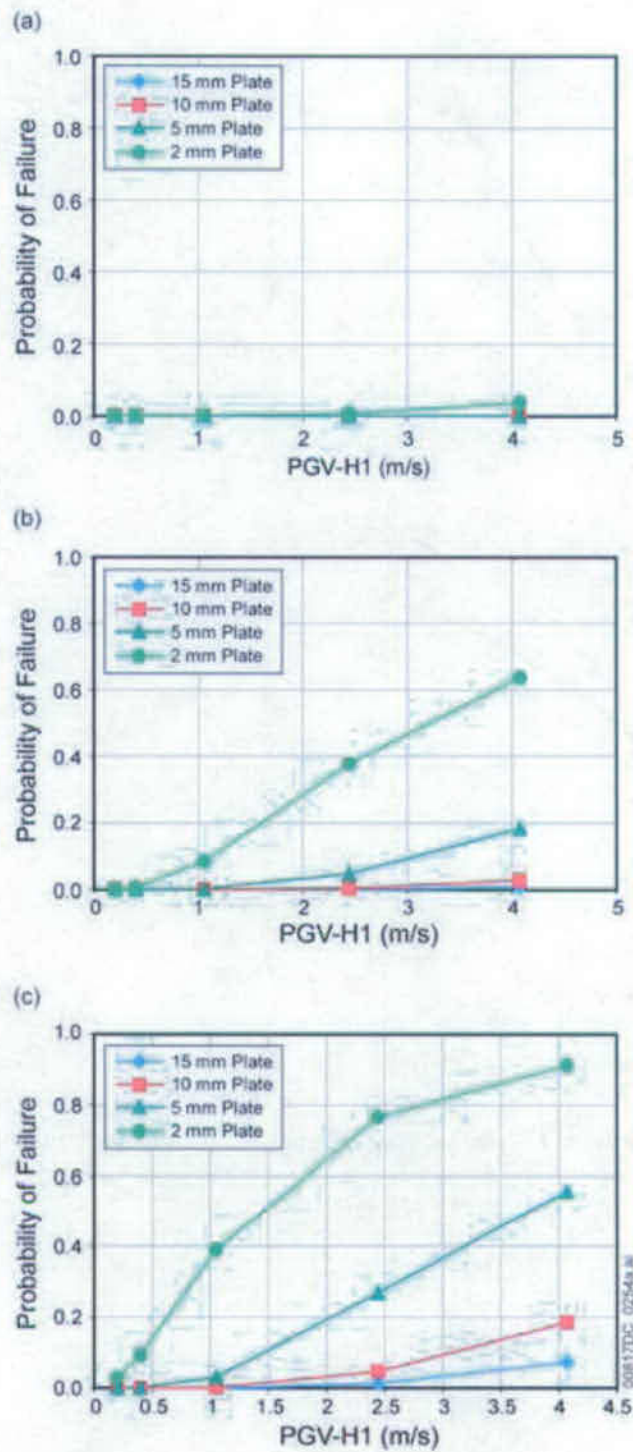 (a)
1.0
0.8
0.6
0.4
0.2
0.0
Probability of Failure
15 mm Plate
10 mm Plate
5 mm Plate
2 mm Plate
0 1 2 3 4 5
PGV-H1 (m/s)
(b)
1.0
0.8
0.6
0.4
0.2
0.0
Probability of Failure
15 mm Plate
10 mm Plate
5 mm Plate
2 mm Plate
0 1 2 3 4 5
PGV-H1 (m/s)
(c)
1.0
0.8
0.6
0.4
0.2
0.0
Probability of Failure
15 mm Plate
10 mm Plate
5 mm Plate
2 mm Plate
0 0.5 1 1.5 2 2.5 3 3.5 4 4.5
PGV-H1 (m/s)
00817DC_0254a.ai